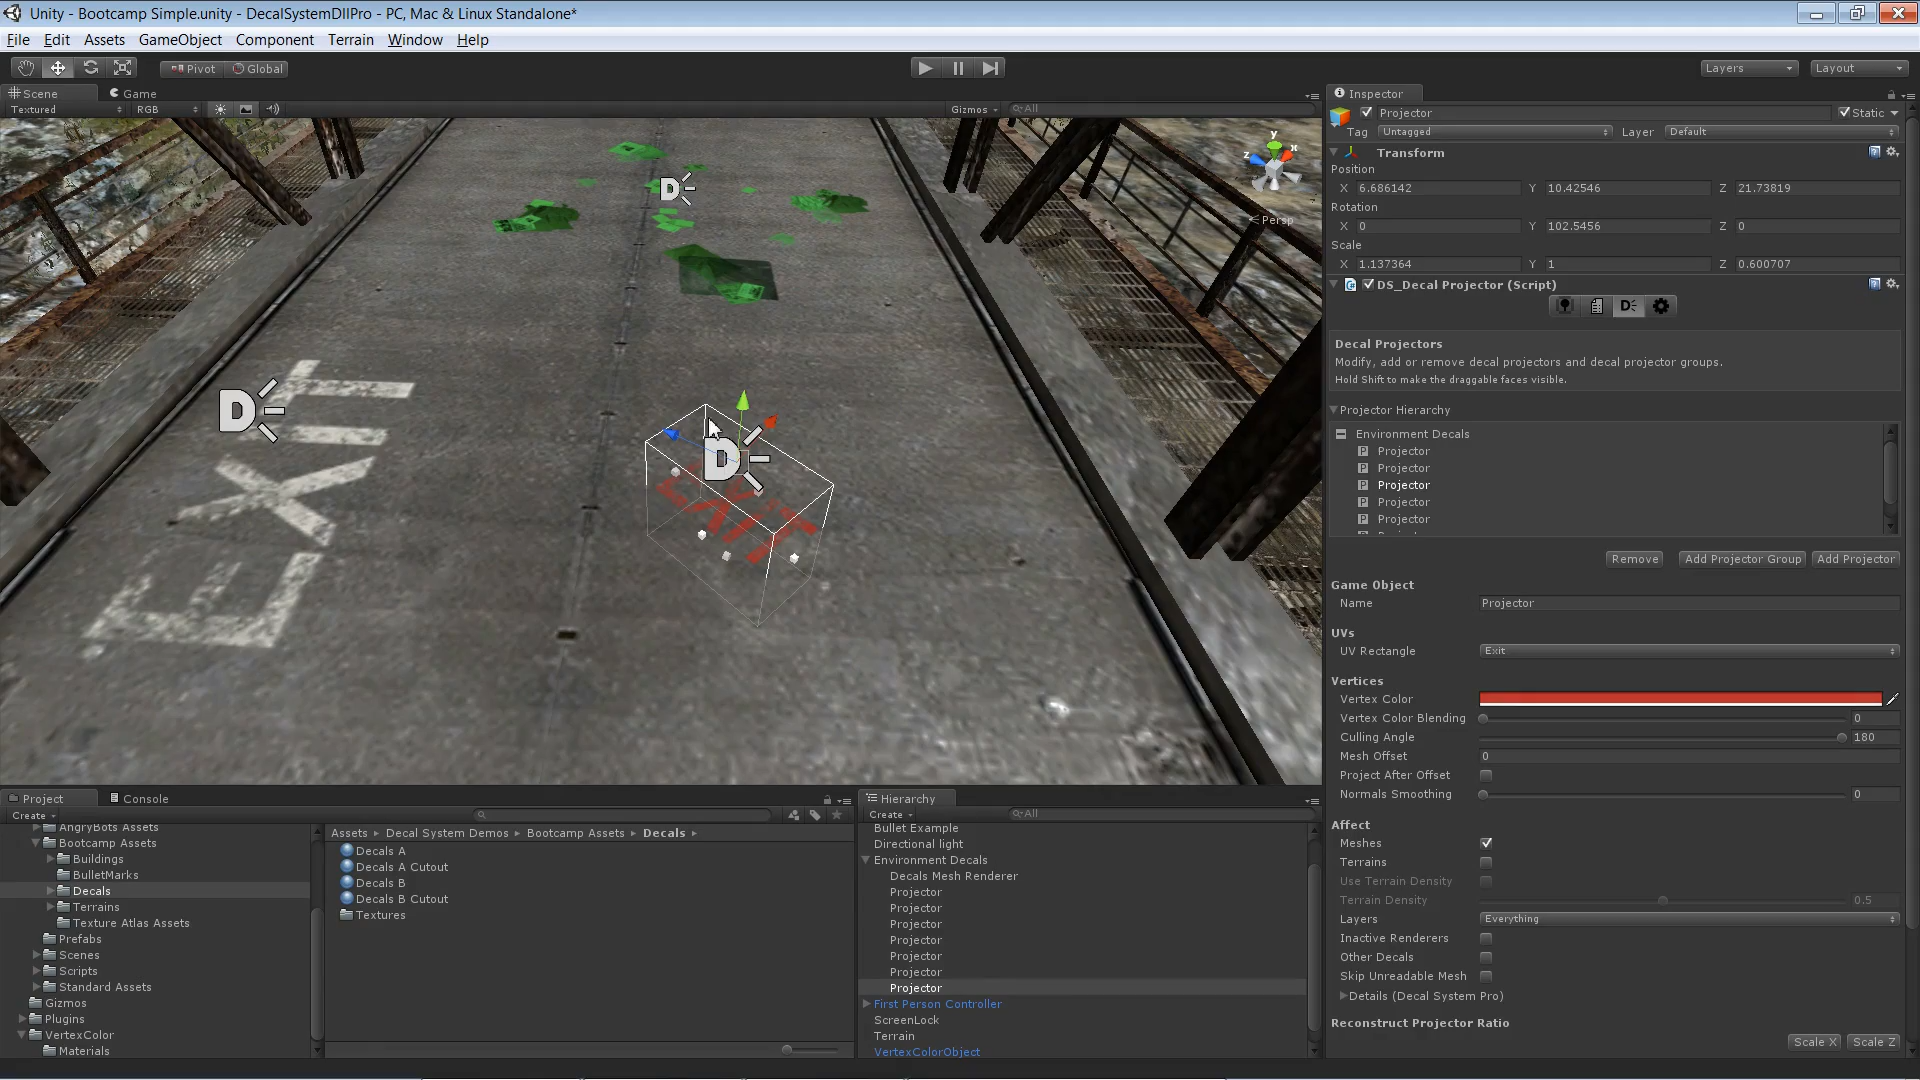 Unity - Bootcamp Simple.unity - DecalSystemDllPro - PC, Mac & Linux Standalone*
File Edit Assets GameObject Component Terrain Window Help
Pivot Global Layers Layout
Scene Game
Textured RGB Gizmos All
y
x
z
Persp
EXIT
EXIT
D
D
D
Inspector
Projector Static
Tag Untagged Layer Default
Transform
Position
X 6.686142 Y 10.42546 Z 21.73819
Rotation
X 0 Y 102.5456 Z 0
Scale
X 1.137364 Y 1 Z 0.600707
DS_Decal Projector (Script)
D
Decal Projectors
Modify, add or remove decal projectors and decal projector groups.
Hold Shift to make the draggable faces visible.
Projector Hierarchy
Environment Decals
P Projector
P Projector
P Projector
P Projector
P Projector
Remove Add Projector Group Add Projector
Game Object
Name Projector
UVs
UV Rectangle Exit
Vertices
Vertex Color
Vertex Color Blending 0
Culling Angle 180
Mesh Offset 0
Project After Offset
Normals Smoothing 0
Affect
Meshes
Terrains
Use Terrain Density
Terrain Density 0.5
Layers Everything
Inactive Renderers
Other Decals
Skip Unreadable Mesh
Details (Decal System Pro)
Reconstruct Projector Ratio
Scale X Scale Z
Project Console
Create
AngryBots Assets
Bootcamp Assets
Buildings
BulletMarks
Decals
Terrains
Texture Atlas Assets
Prefabs
Scenes
Scripts
Standard Assets
Gizmos
Plugins
VertexColor
Materials
Assets Decal System Demos Bootcamp Assets Decals
Decals A
Decals A Cutout
Decals B
Decals B Cutout
Textures
Hierarchy
Create All
Bullet Example
Directional light
Environment Decals
Decals Mesh Renderer
Projector
Projector
Projector
Projector
Projector
Projector
Projector
First Person Controller
ScreenLock
Terrain
VertexColorObject